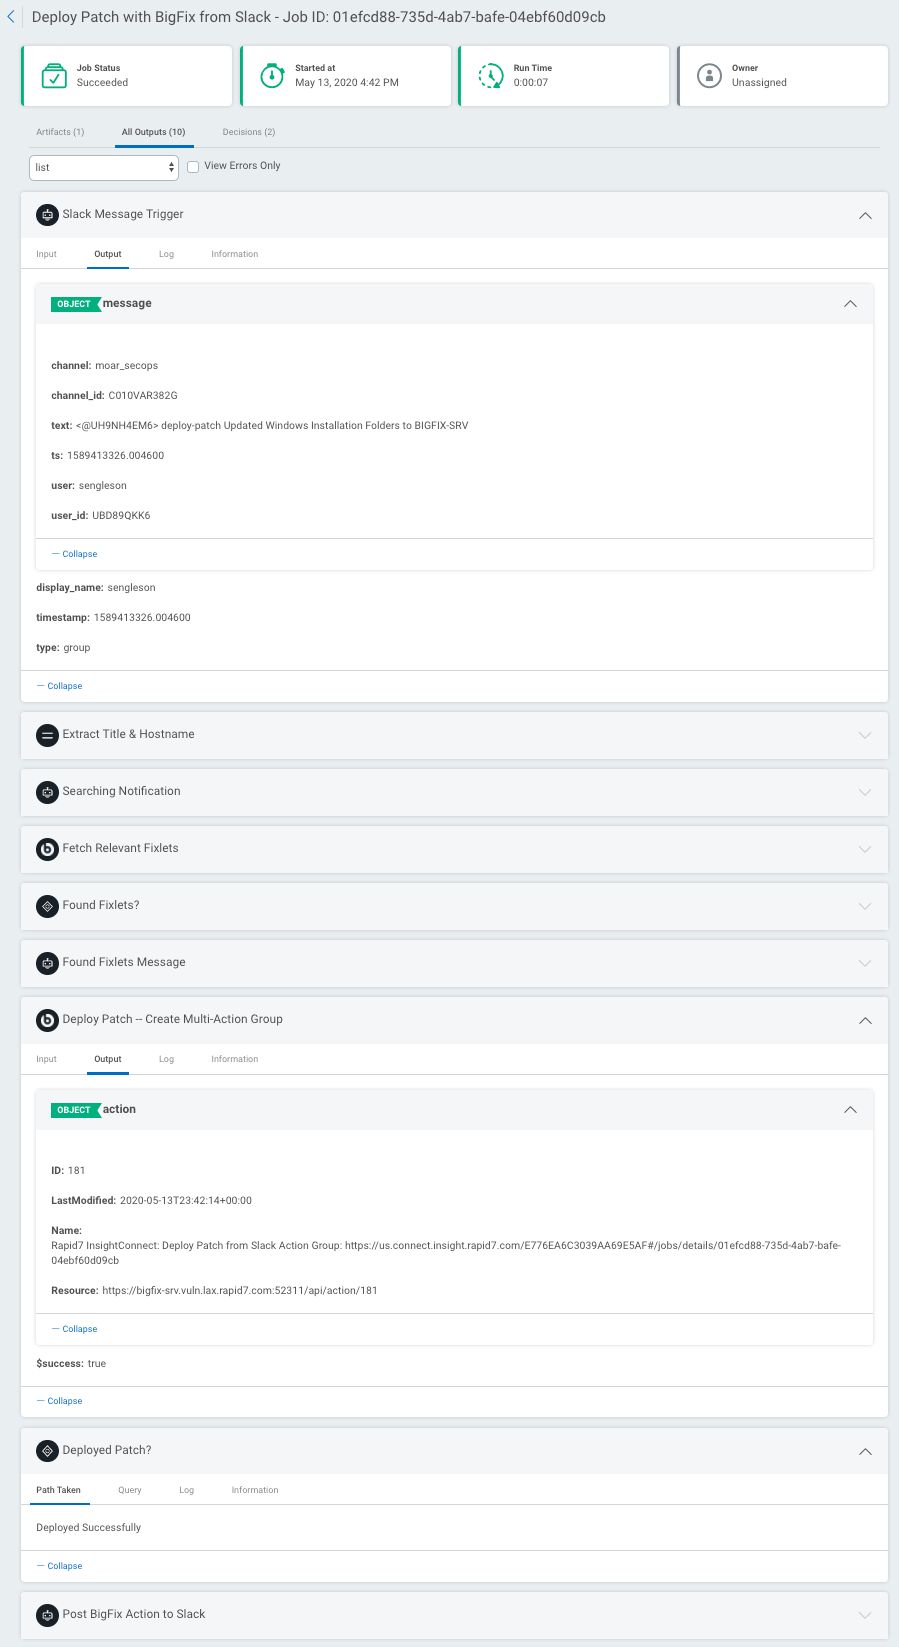 Deploy Patch with BigFix from Slack - Job ID: 01efcd88-735d-4ab7-bafe-04ebf60d09cb
Job Status
Succeeded
Started at
May 13, 2020 4:42 PM
Run Time
0:00:07
Owner
Unassigned
Artifacts (1)
All Outputs (10)
Decisions (2)
list
View Errors Only
Slack Message Trigger
Input
Output
Log
Information
OBJECT message
channel: moar_secops
channel_id: C010VAR382G
text: <@UH9NH4EM6> deploy-patch Updated Windows Installation Folders to BIGFIX-SRV
ts: 1589413326.004600
user: sengleson
user_id: UBD89QKK6
— Collapse
display_name: sengleson
timestamp: 1589413326.004600
type: group
— Collapse
Extract Title & Hostname
Searching Notification
Fetch Relevant Fixlets
Found Fixlets?
Found Fixlets Message
Deploy Patch -- Create Multi-Action Group
Input
Output
Log
Information
OBJECT action
ID: 181
LastModified: 2020-05-13T23:42:14+00:00
Name:
Rapid7 InsightConnect: Deploy Patch from Slack Action Group: https://us.connect.insight.rapid7.com/E776EA6C3039AA69E5AF#/jobs/details/01efcd88-735d-4ab7-bafe-
04ebf60d09cb
Resource: https://bigfix-srv.vuln.lax.rapid7.com:52311/api/action/181
— Collapse
$success: true
— Collapse
Deployed Patch?
Path Taken
Query
Log
Information
Deployed Successfully
— Collapse
Post BigFix Action to Slack